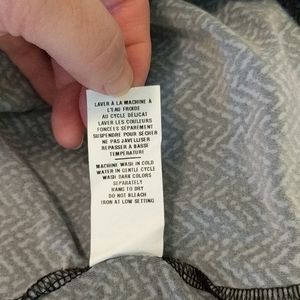 LAVER À LA MACHINE À
L'EAU FROIDE
AU CYCLE DÉLICAT
LAVER LES COULEURS
FONCÉES SÉPARÉMENT
SUSPENDRE POUR SECHER
NE PAS JAVELLISER
REPASSER À BASSE
TEMPÉRATURE
MACHINE WASH IN COLD
WATER IN GENTLE CYCLE
WASH DARK COLORS
SEPARATELY
HANG TO DRY
DO NOT BLEACH
IRON AT LOW SETTING